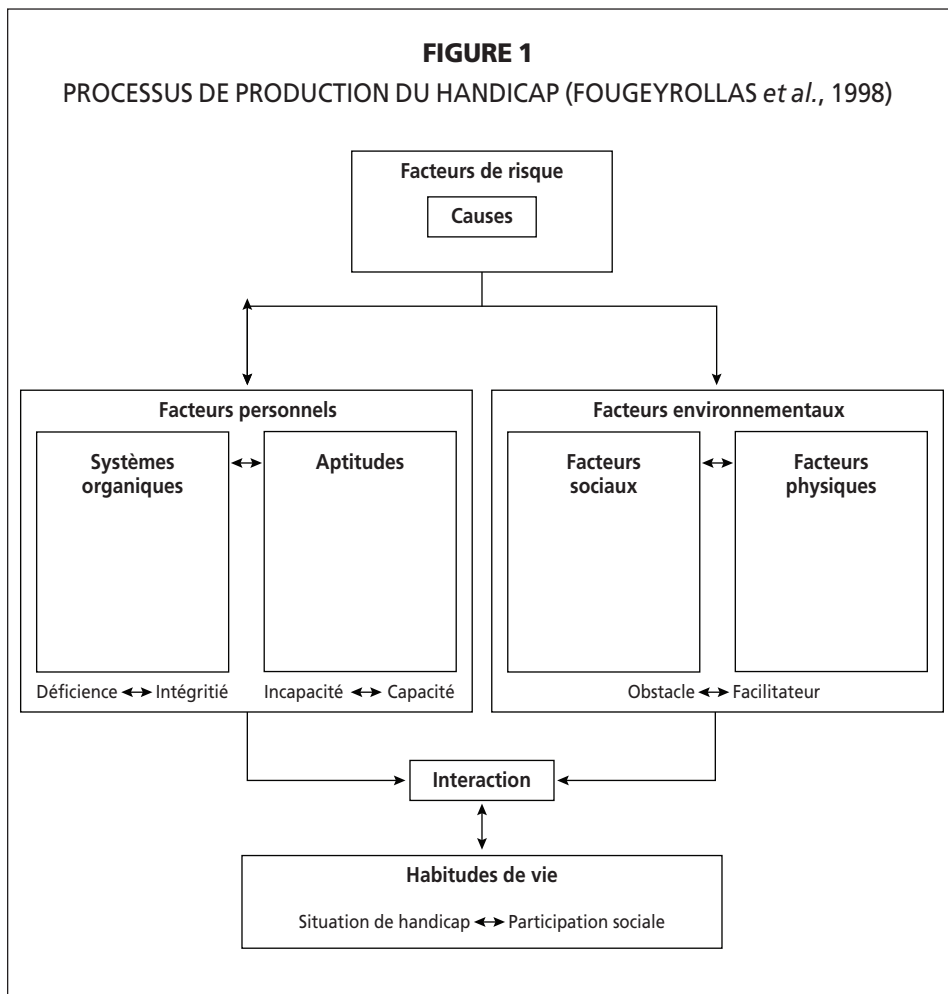 FIGURE 1
PROCESSUS DE PRODUCTION DU HANDICAP (FOUGEYROLLAS et al., 1998)
Facteurs de risque
Causes
Facteurs personnels
Systèmes
organiques
Aptitudes
Déficience Intégritié
Incapacité Capacité
Facteurs environnementaux
Facteurs
sociaux
Facteurs
physiques
Obstacle Facilitateur
Interaction
Habitudes de vie
Situation de handicap Participation sociale